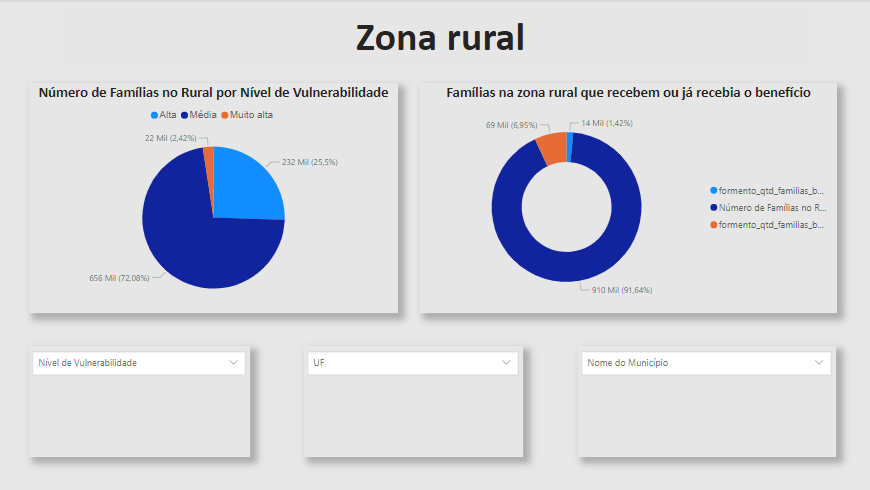 Zona rural
Número de Famílias no Rural por Nível de Vulnerabilidade
Alta Média Muito alta
22 Mil (2,42%)
232 Mil (25,5%)
656 Mil (72,08%)
Famílias na zona rural que recebem ou já recebia o benefício
69 Mil (6,95%)
14 Mil (1,42%)
910 Mil (91,64%)
formento_qtd_familias_b...
Número de Famílias no R...
formento_qtd_familias_b...
Nível de Vulnerabilidade
UF
Nome do Município